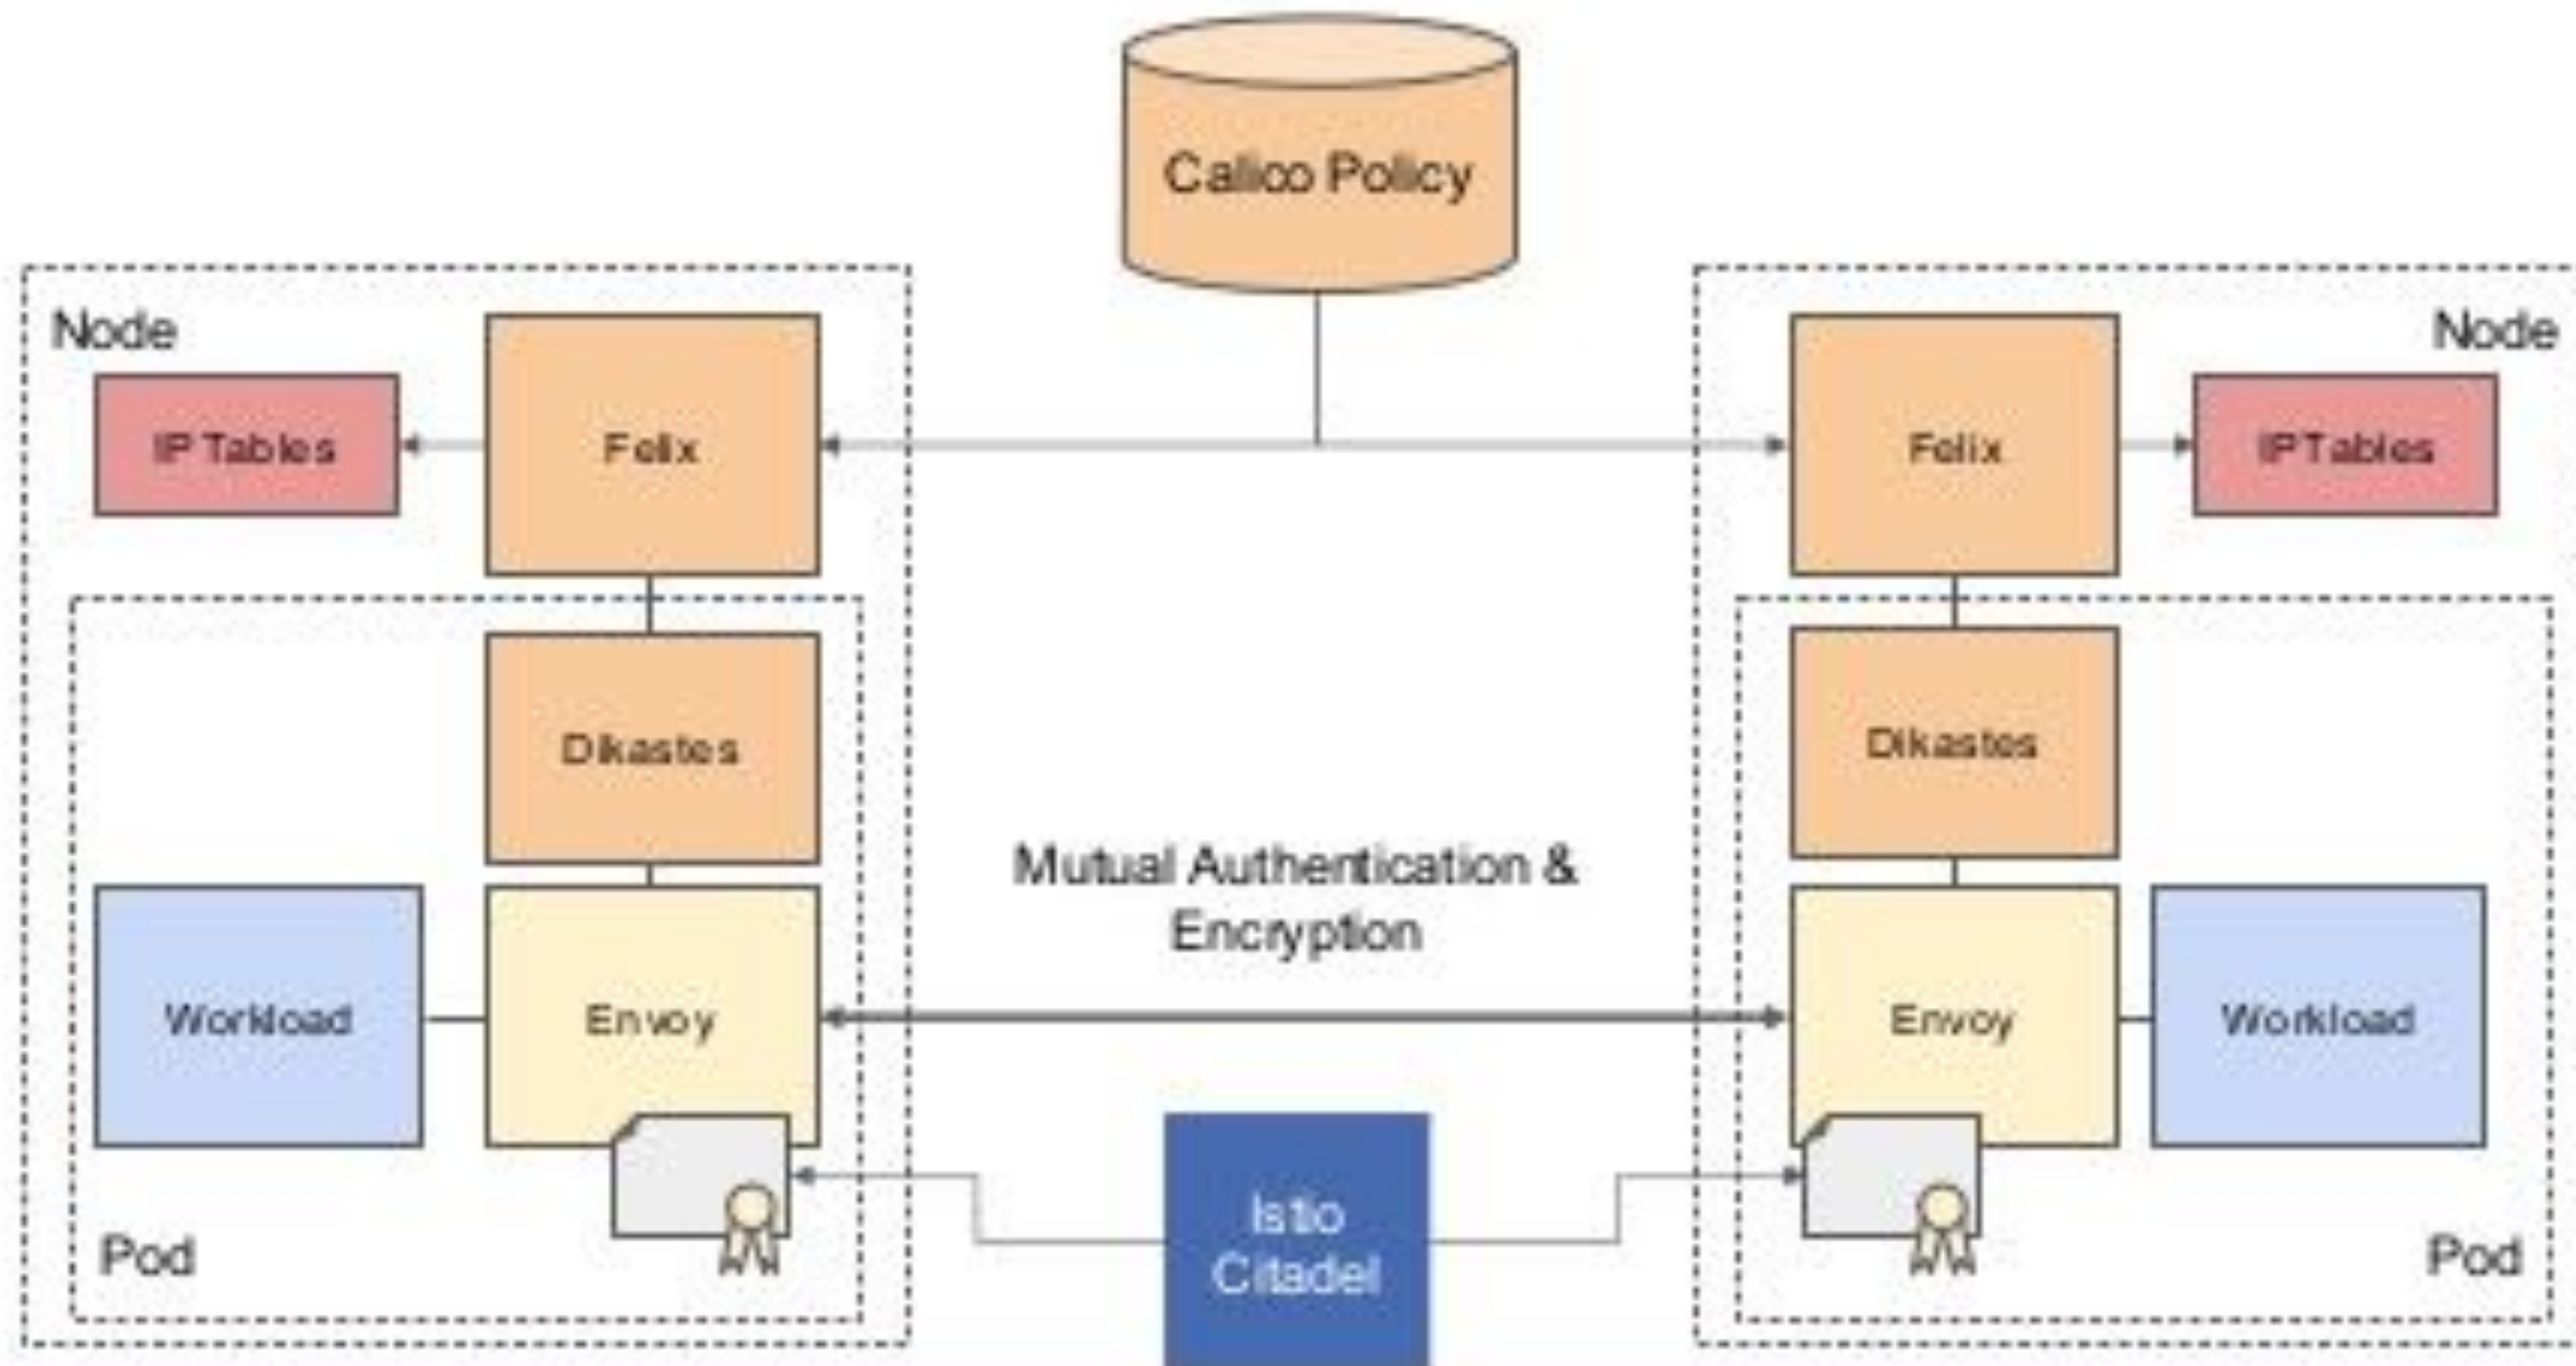 Calico Policy
Node
IP Tables
Felix
Dikastes
Workload
Envoy
Pod
Mutual Authentication &
Encryption
Istio
Citadel
Node
Felix
IP Tables
Dikastes
Envoy
Workload
Pod